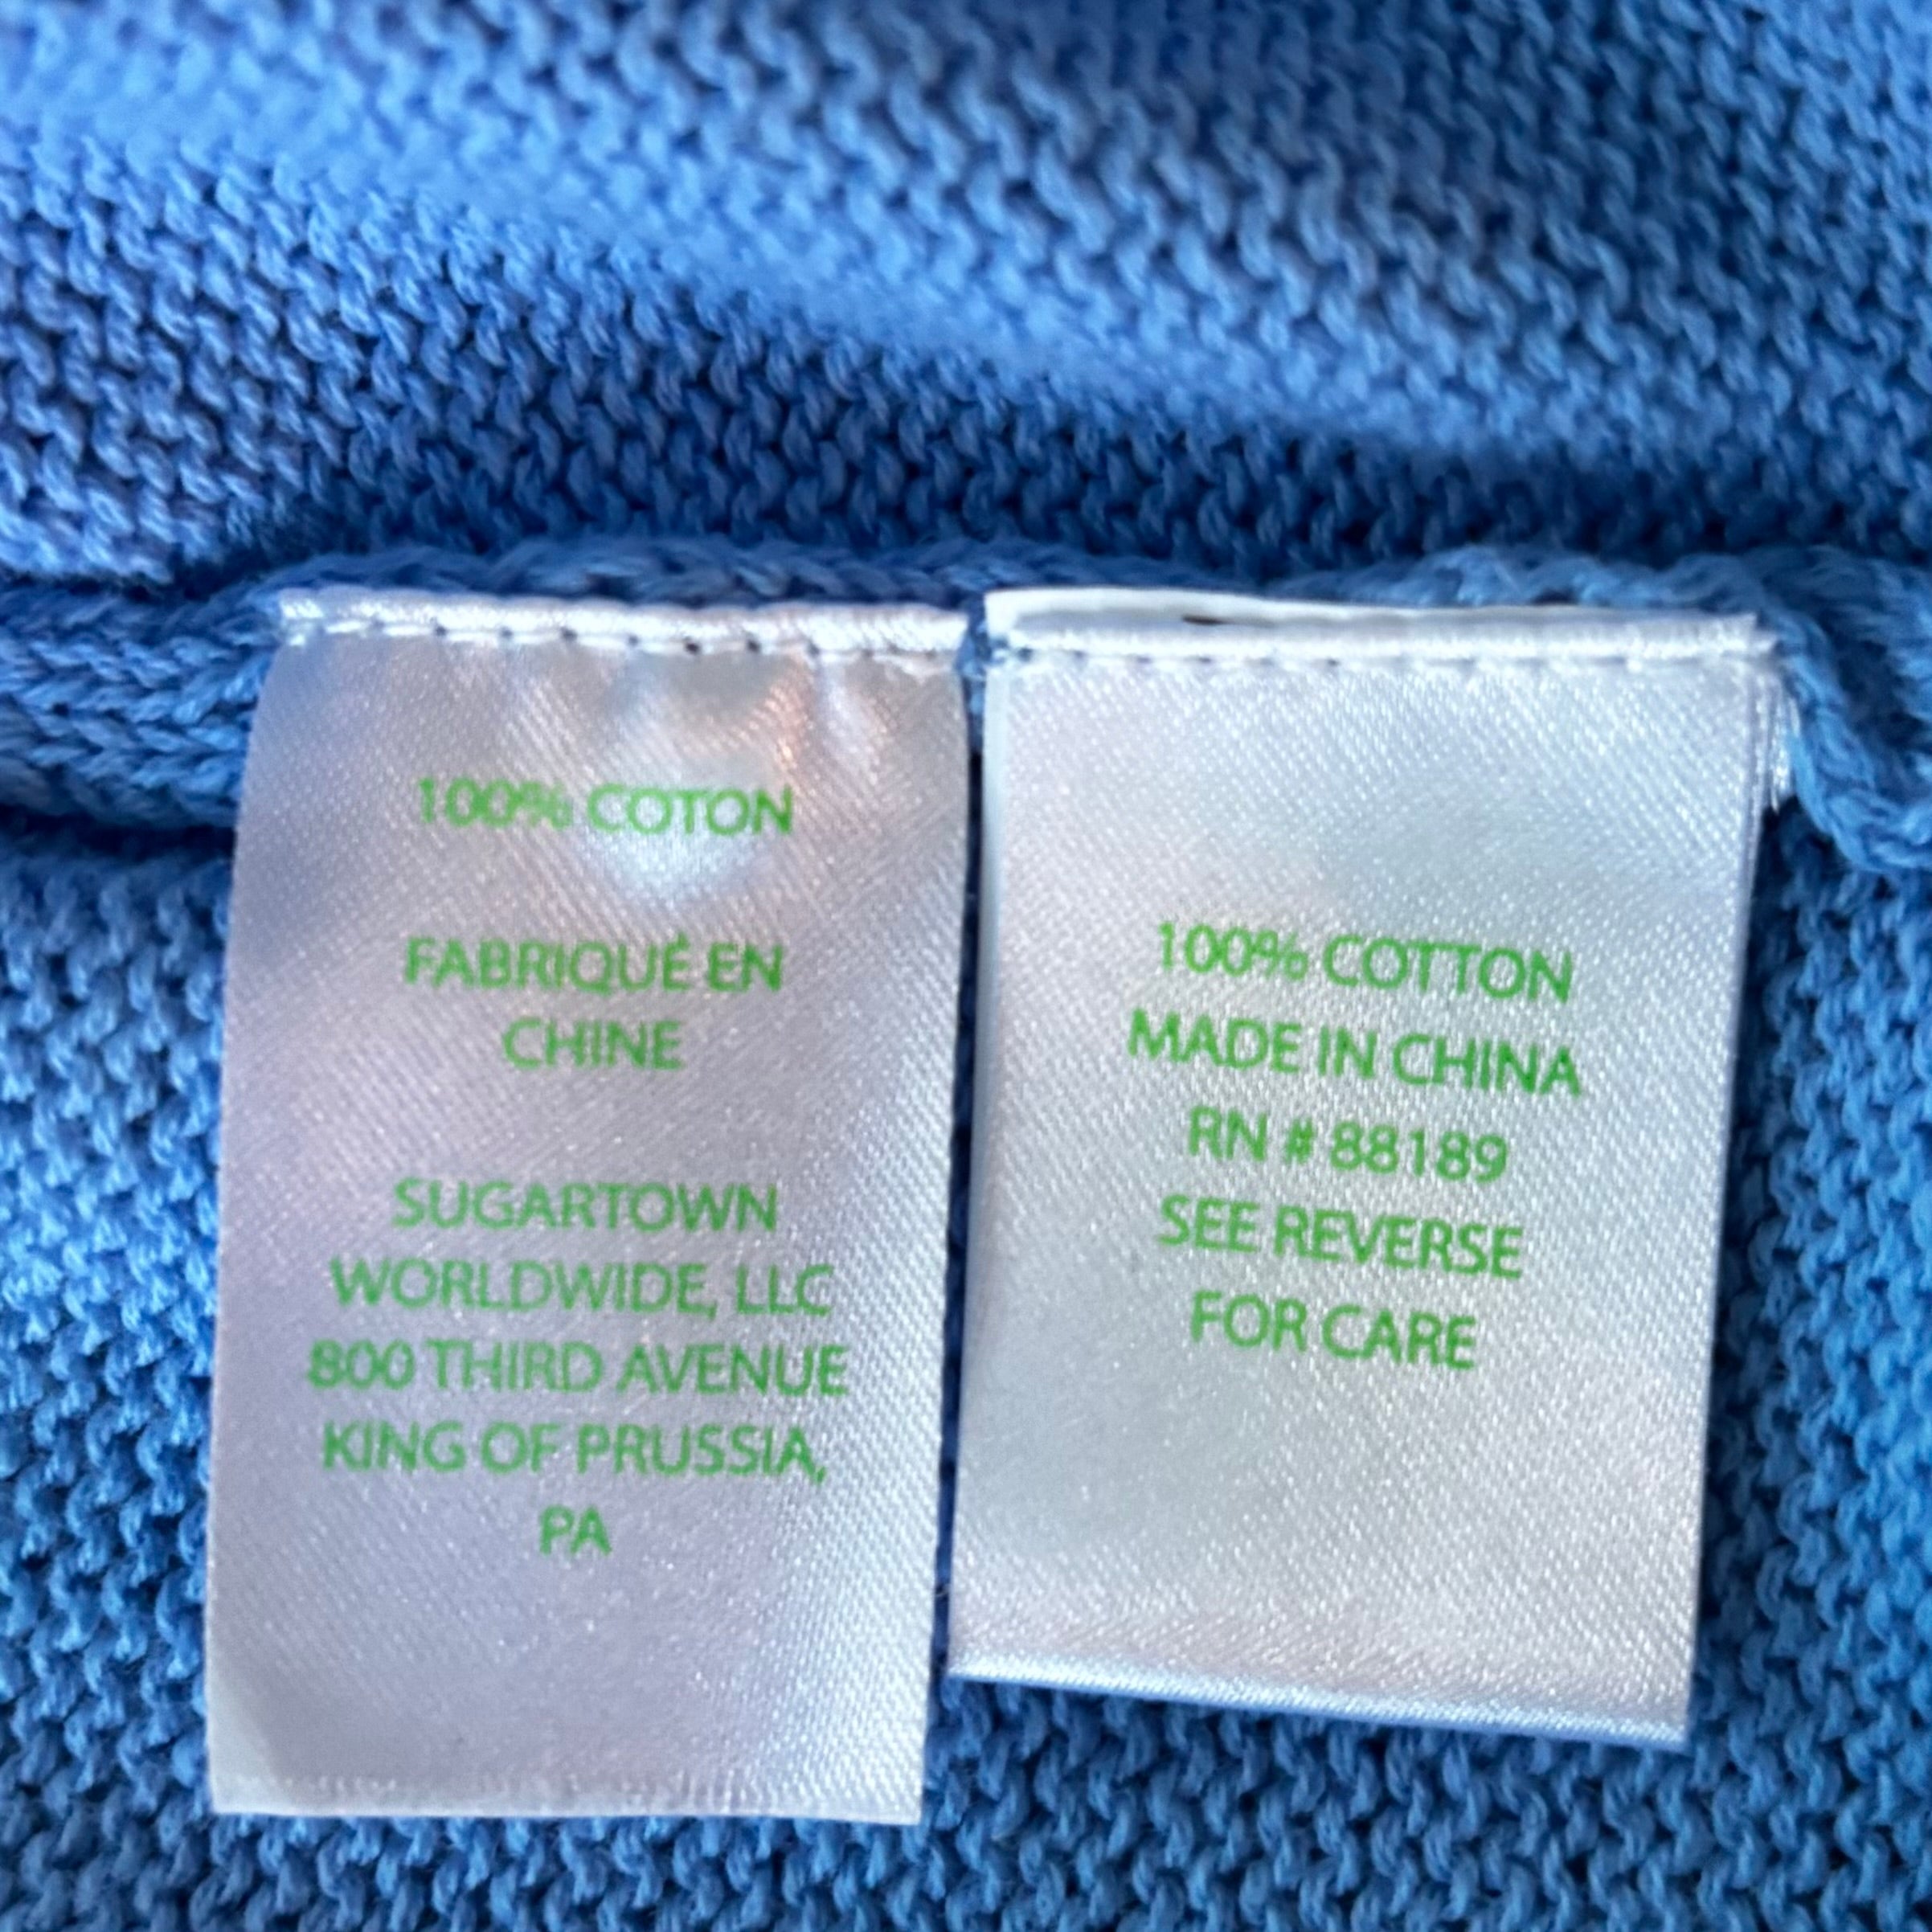 100% COTON
FABRIQUÉ EN
CHINE
SUGARTOWN
WORLDWIDE, LLC
800 THIRD AVENUE
KING OF PRUSSIA,
PA
100% COTTON
MADE IN CHINA
RN # 88189
SEE REVERSE
FOR CARE